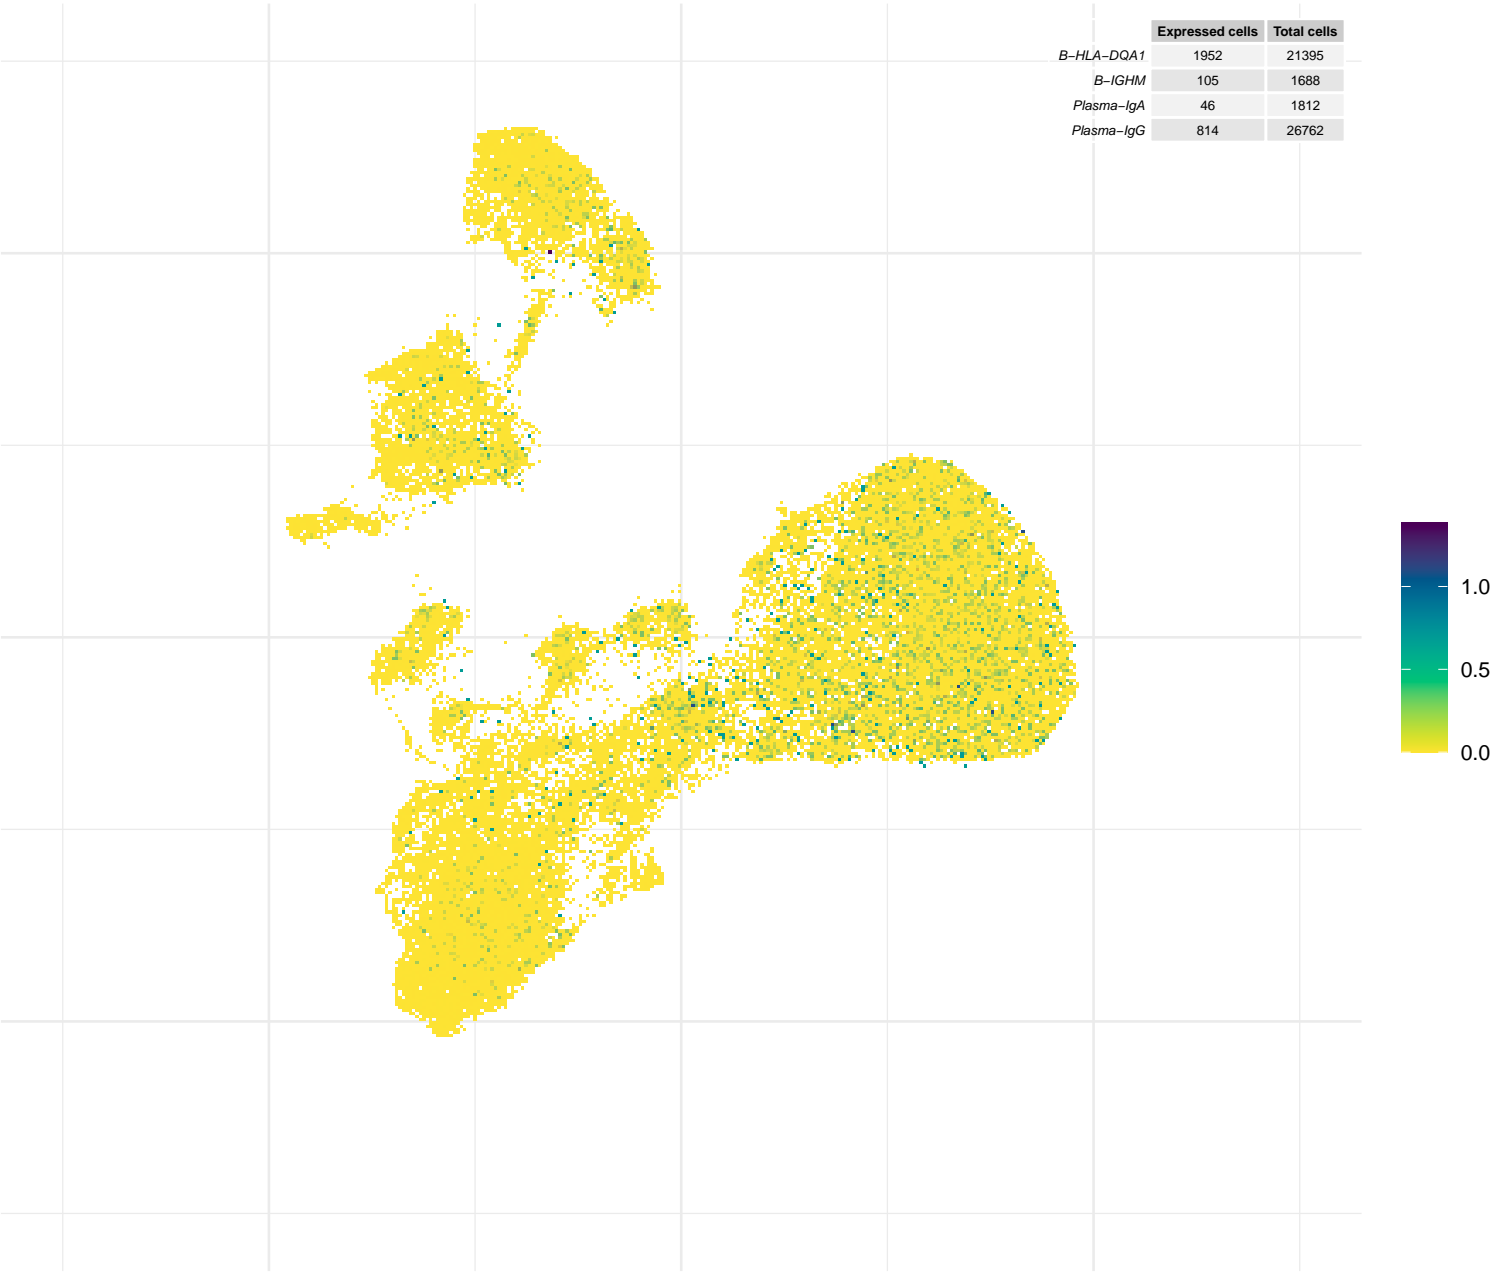 Expressed cells Total cells
B−HLA−DQA1 1952 21395
B−IGHM 105 1688
Plasma−IgA 46 1812
Plasma−IgG 814 26762
1.0
0.5
0.0